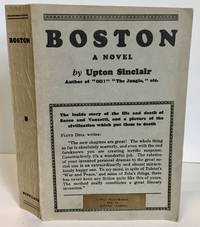 BOSTON
A NOVEL
by Upton Sinclair
Author of "Oil!" "The Jungle," etc.
The inside story of the life and death of
Sacco and Vanzetti, and a picture of the
civilization which put them to death
FLOYD DELL writes:
"The new chapters are great! The whole thing
so far is absolutely masterly, and even with the end
foreknown you are creating terrific suspense.
Constructively, it's a wonderful job. The relation
of your invented personal dramas to the great so-
cial one is an extraordinarily and almost miracu-
lously happy one. To my mind, in spite of Tolstoi's
"War and Peace," and some of Zola's things, there
has never been any fiction quite like this of yours.
The method really constitutes a great literary
invention."
BOSTON